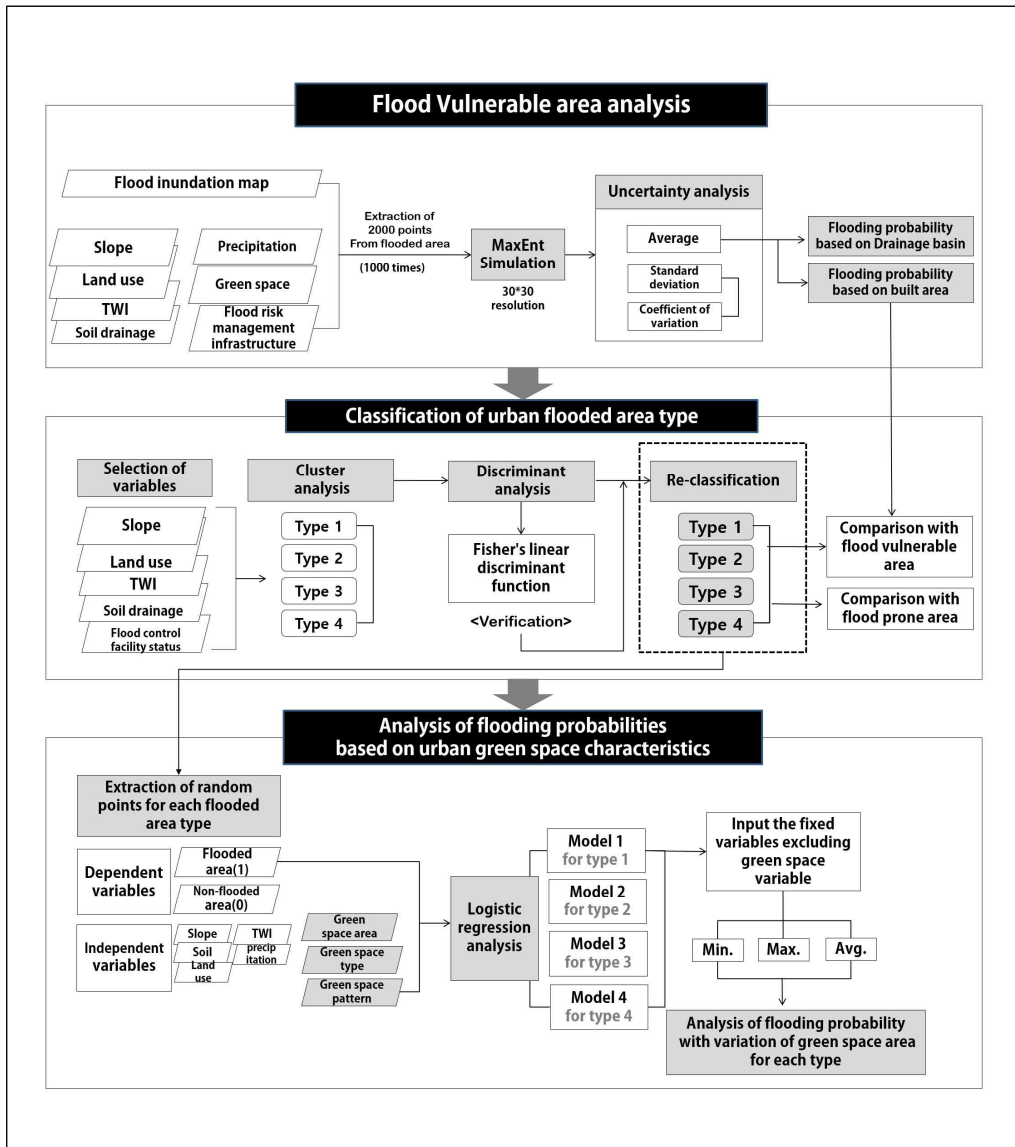 Flood Vulnerable area analysis
Flood inundation map
Slope
Land use
TWI
Soil drainage
Precipitation
Green space
Flood risk
management
infrastructure
Extraction of
2000 points
From flooded area
(1000 times)
MaxEnt
Simulation
30*30
resolution
Uncertainty analysis
Average
Standard
deviation
Coefficient of
variation
Flooding probability
based on Drainage basin
Flooding probability
based on built area
Classification of urban flooded area type
Selection of
variables
Slope
Land use
TWI
Soil drainage
Flood control
facility status
Cluster
analysis
Type 1
Type 2
Type 3
Type 4
Discriminant
analysis
Fisher's linear
discriminant
function
<Verification>
Re-classification
Type 1
Type 2
Type 3
Type 4
Comparison with
flood vulnerable
area
Comparison with
flood prone area
Analysis of flooding probabilities
based on urban green space characteristics
Extraction of random
points for each flooded
area type
Dependent
variables
Flooded
area(1)
Non-flooded
area(0)
Independent
variables
Slope
Soil
Land
use
TWI
precip
itation
Green
space area
Green space
type
Green space
pattern
Logistic
regression
analysis
Model 1
for type 1
Model 2
for type 2
Model 3
for type 3
Model 4
for type 4
Input the fixed
variables excluding
green space
variable
Min.
Max.
Avg.
Analysis of flooding probability
with variation of green space area
for each type